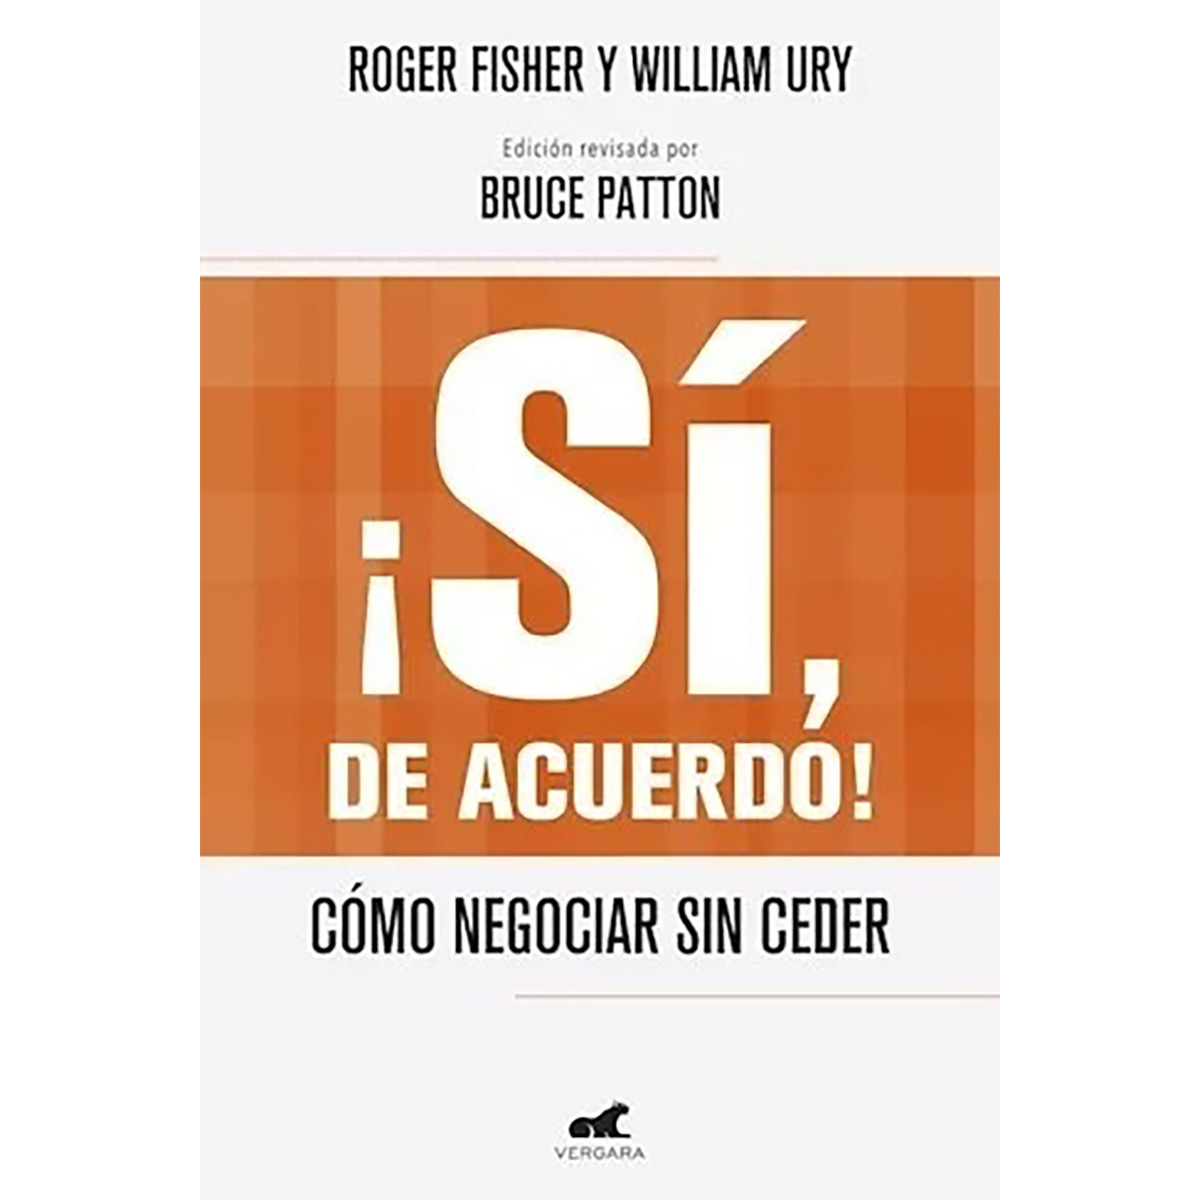 ROGER FISHER Y WILLIAM URY
Edición revisada por
BRUCE PATTON
¡SÍ,
DE ACUERDO!
CÓMO NEGOCIAR SIN CEDER
VERGARA